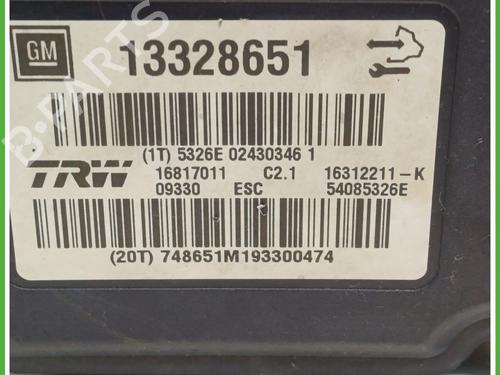 GM 13328651
(1T) 5326E 02430346 1
TRW 16817011 C2.1 16312211-K
09330 ESC 54085326E
(20T) 748651M193300474
B-PARTS